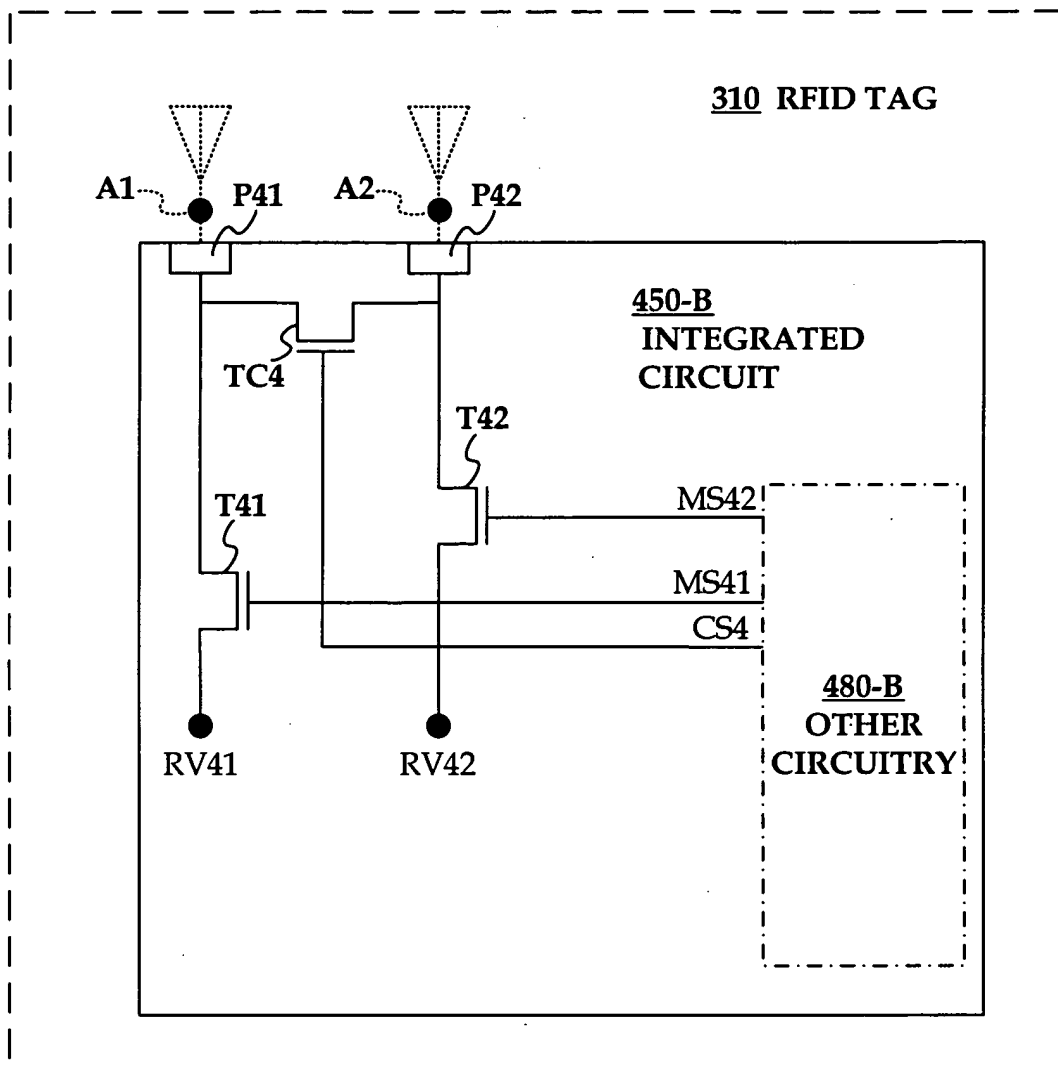 310 RFID TAG
A1
P41
A2
P42
450-B
INTEGRATED
CIRCUIT
TC4
T42
T41
MS42
MS41
CS4
480-B
OTHER
CIRCUITRY
RV41
RV42